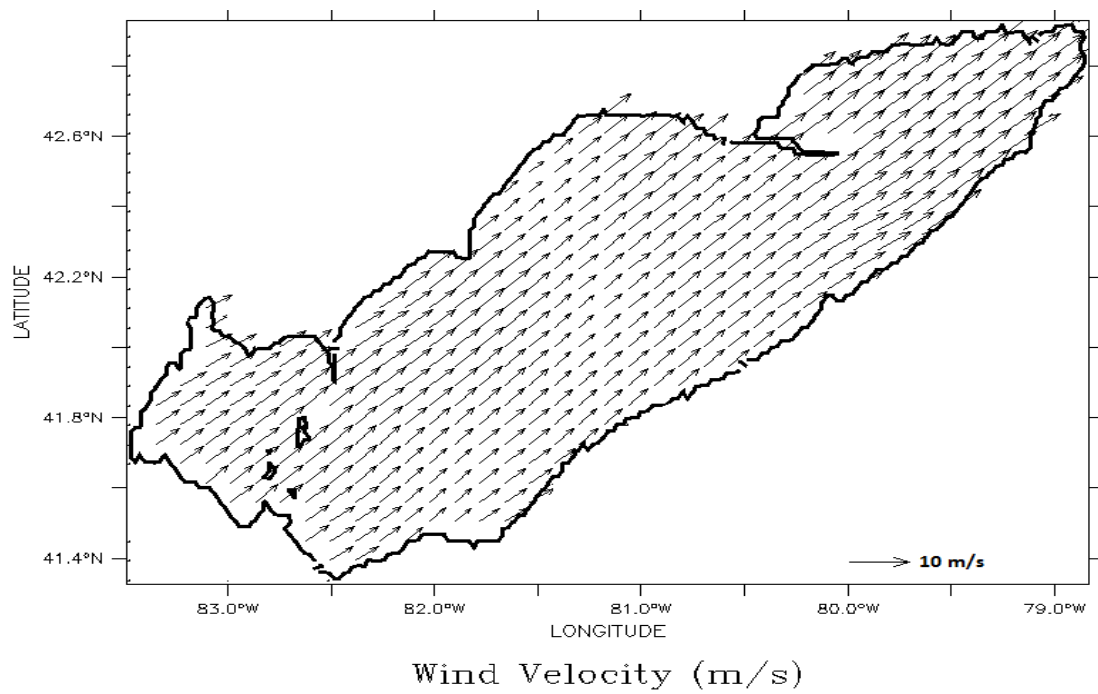 42.6°N
42.2°N
41.8°N
41.4°N
LATITUDE
10 m/s
83.0°W 82.0°W 81.0°W 80.0°W 79.0°W
LONGITUDE
Wind Velocity (m/s)